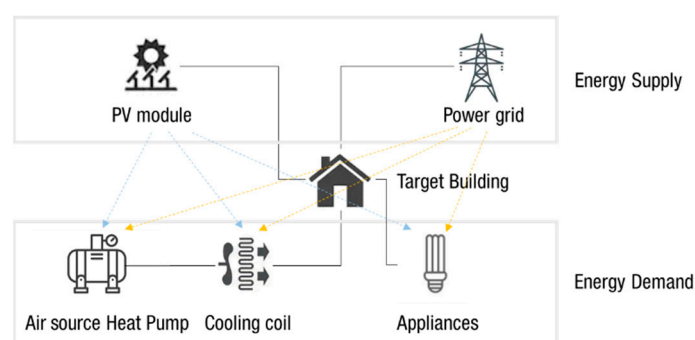 Energy Supply
PV module
Power grid
Target Building
Energy Demand
Air source Heat Pump
Cooling coil
Appliances